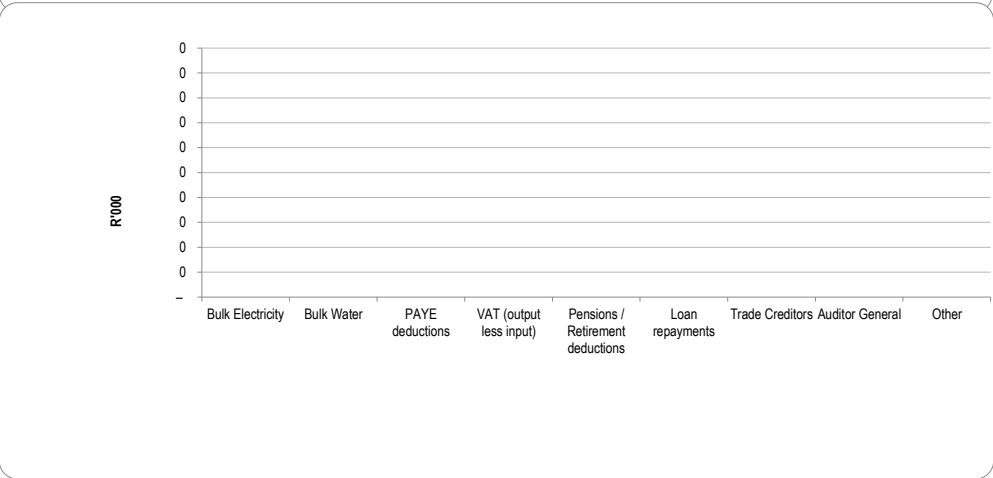 0
0
0
0
0
0
0
0
0
0
–
R'000
Bulk Electricity
Bulk Water
PAYE
deductions
VAT (output
less input)
Pensions /
Retirement
deductions
Loan
repayments
Trade Creditors
Auditor General
Other